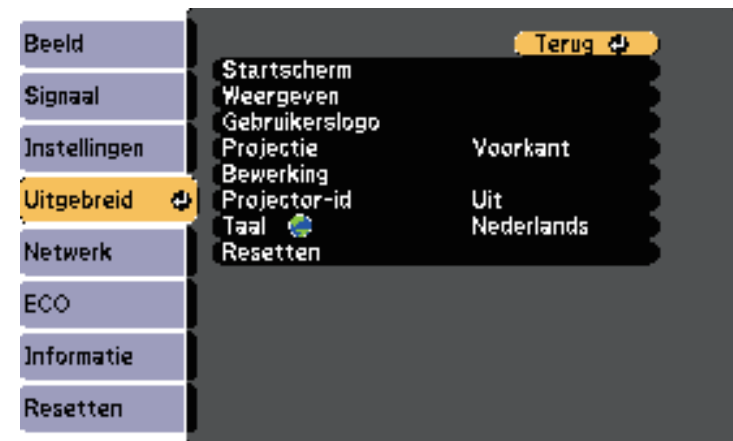 Beeld
Signaal
Instellingen
Uitgebreid
Netwerk
ECO
Informatie
Resetten
Terug
Startscherm
Weergeven
Gebruikerslogo
Projectie Voorkant
Bewerking
Projector-id Uit
Taal Nederlands
Resetten